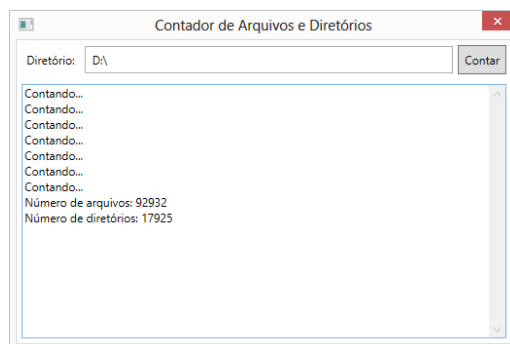 Contador de Arquivos e Diretórios
Diretório: D:\ Contar
Contando...
Contando...
Contando...
Contando...
Contando...
Contando...
Contando...
Número de arquivos: 92932
Número de diretórios: 17925